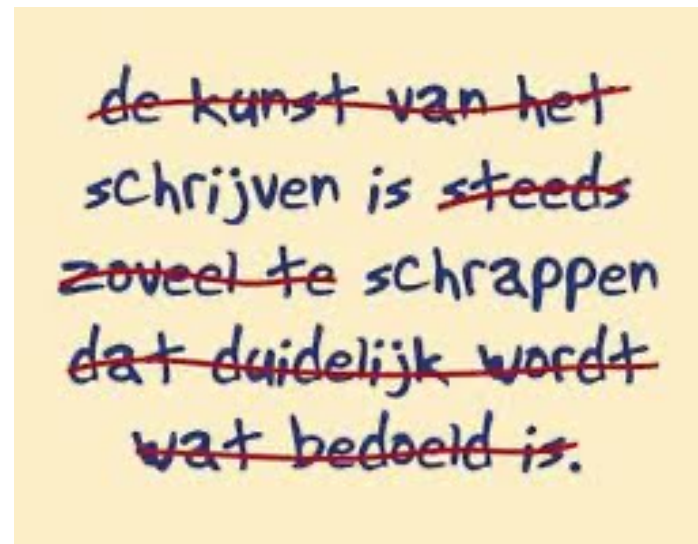 de kunst van het
schrijven is steeds
zoveel te schrappen
dat duidelijk wordt
wat bedoeld is.